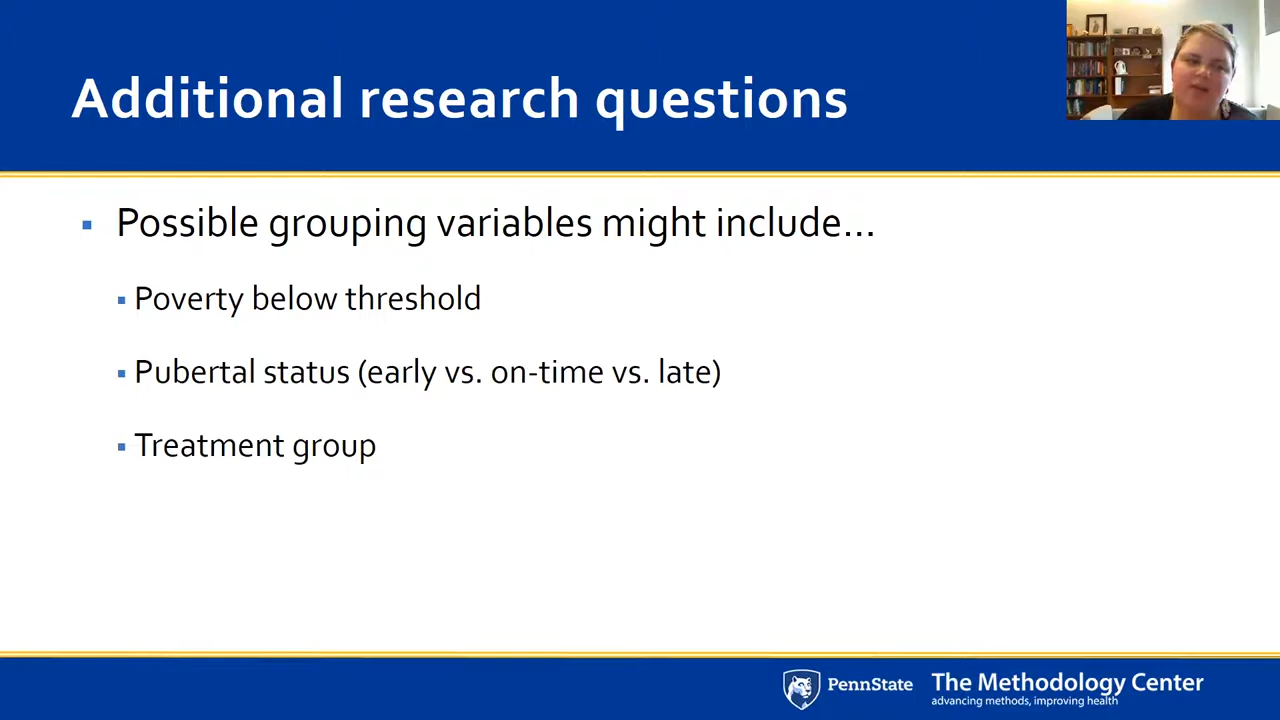 Additional research questions
▪ Possible grouping variables might include...
▪ Poverty below threshold
▪ Pubertal status (early vs. on-time vs. late)
▪ Treatment group
PennState
The Methodology Center
advancing methods, improving health